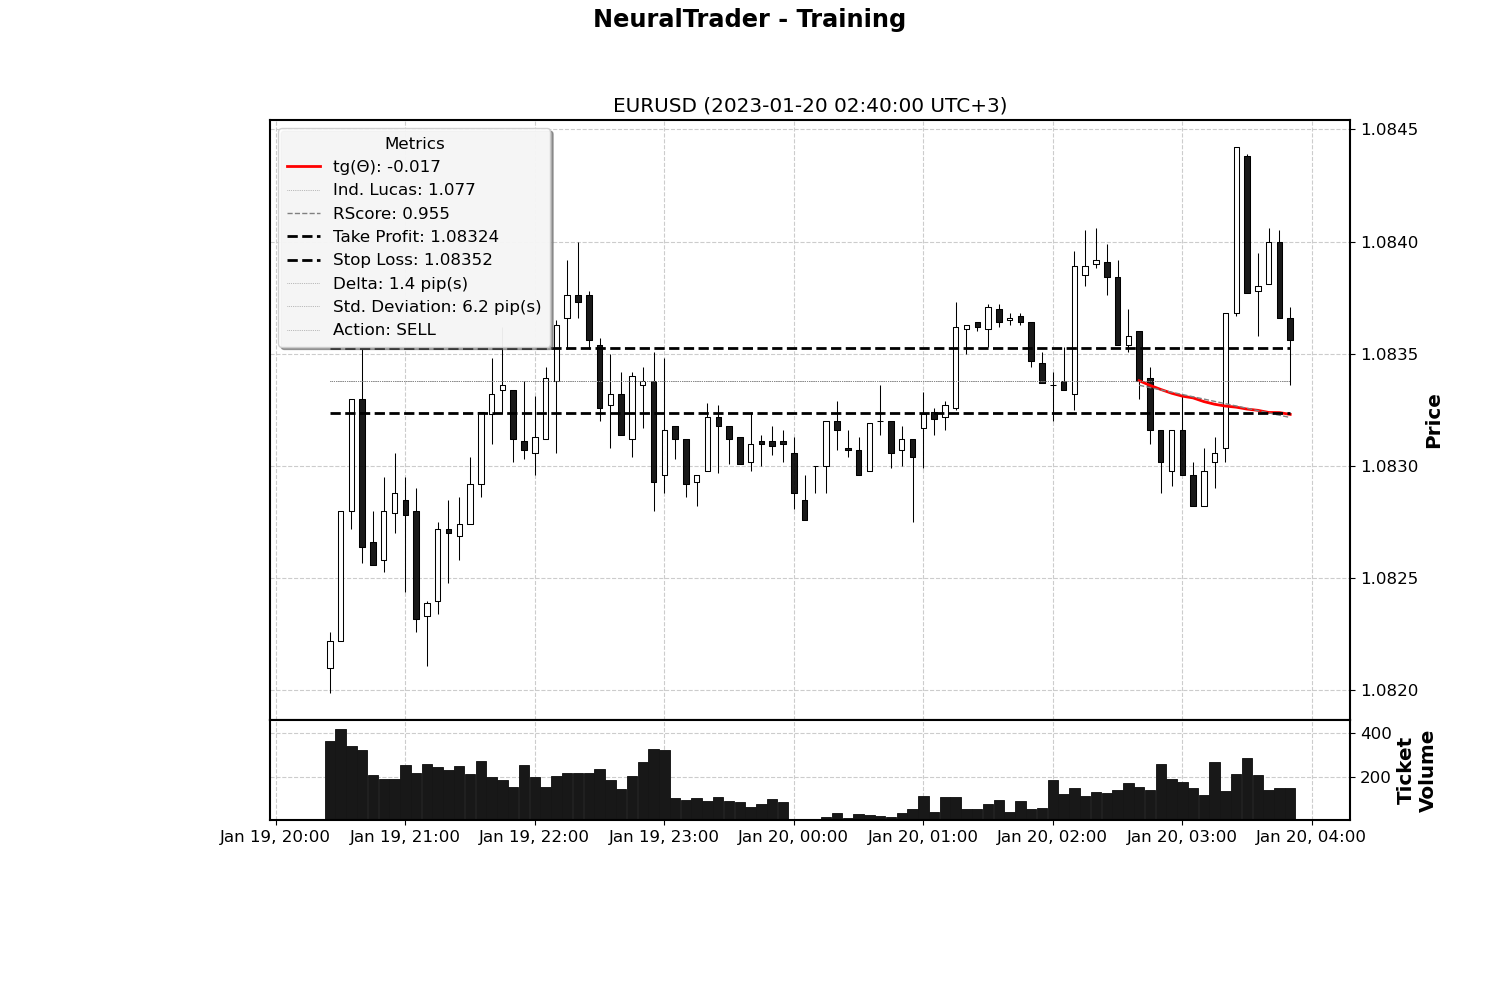 NeuralTrader - Training
EURUSD (2023-01-20 02:40:00 UTC+3)
Metrics
tg(Θ): -0.017
Ind. Lucas: 1.077
RScore: 0.955
Take Profit: 1.08324
Stop Loss: 1.08352
Delta: 1.4 pip(s)
Std. Deviation: 6.2 pip(s)
Action: SELL
1.0845
1.0840
1.0835
1.0830
1.0825
1.0820
Price
400
200
Ticket
Volume
Jan 19, 20:00 Jan 19, 21:00 Jan 19, 22:00 Jan 19, 23:00 Jan 20, 00:00 Jan 20, 01:00 Jan 20, 02:00 Jan 20, 03:00 Jan 20, 04:00